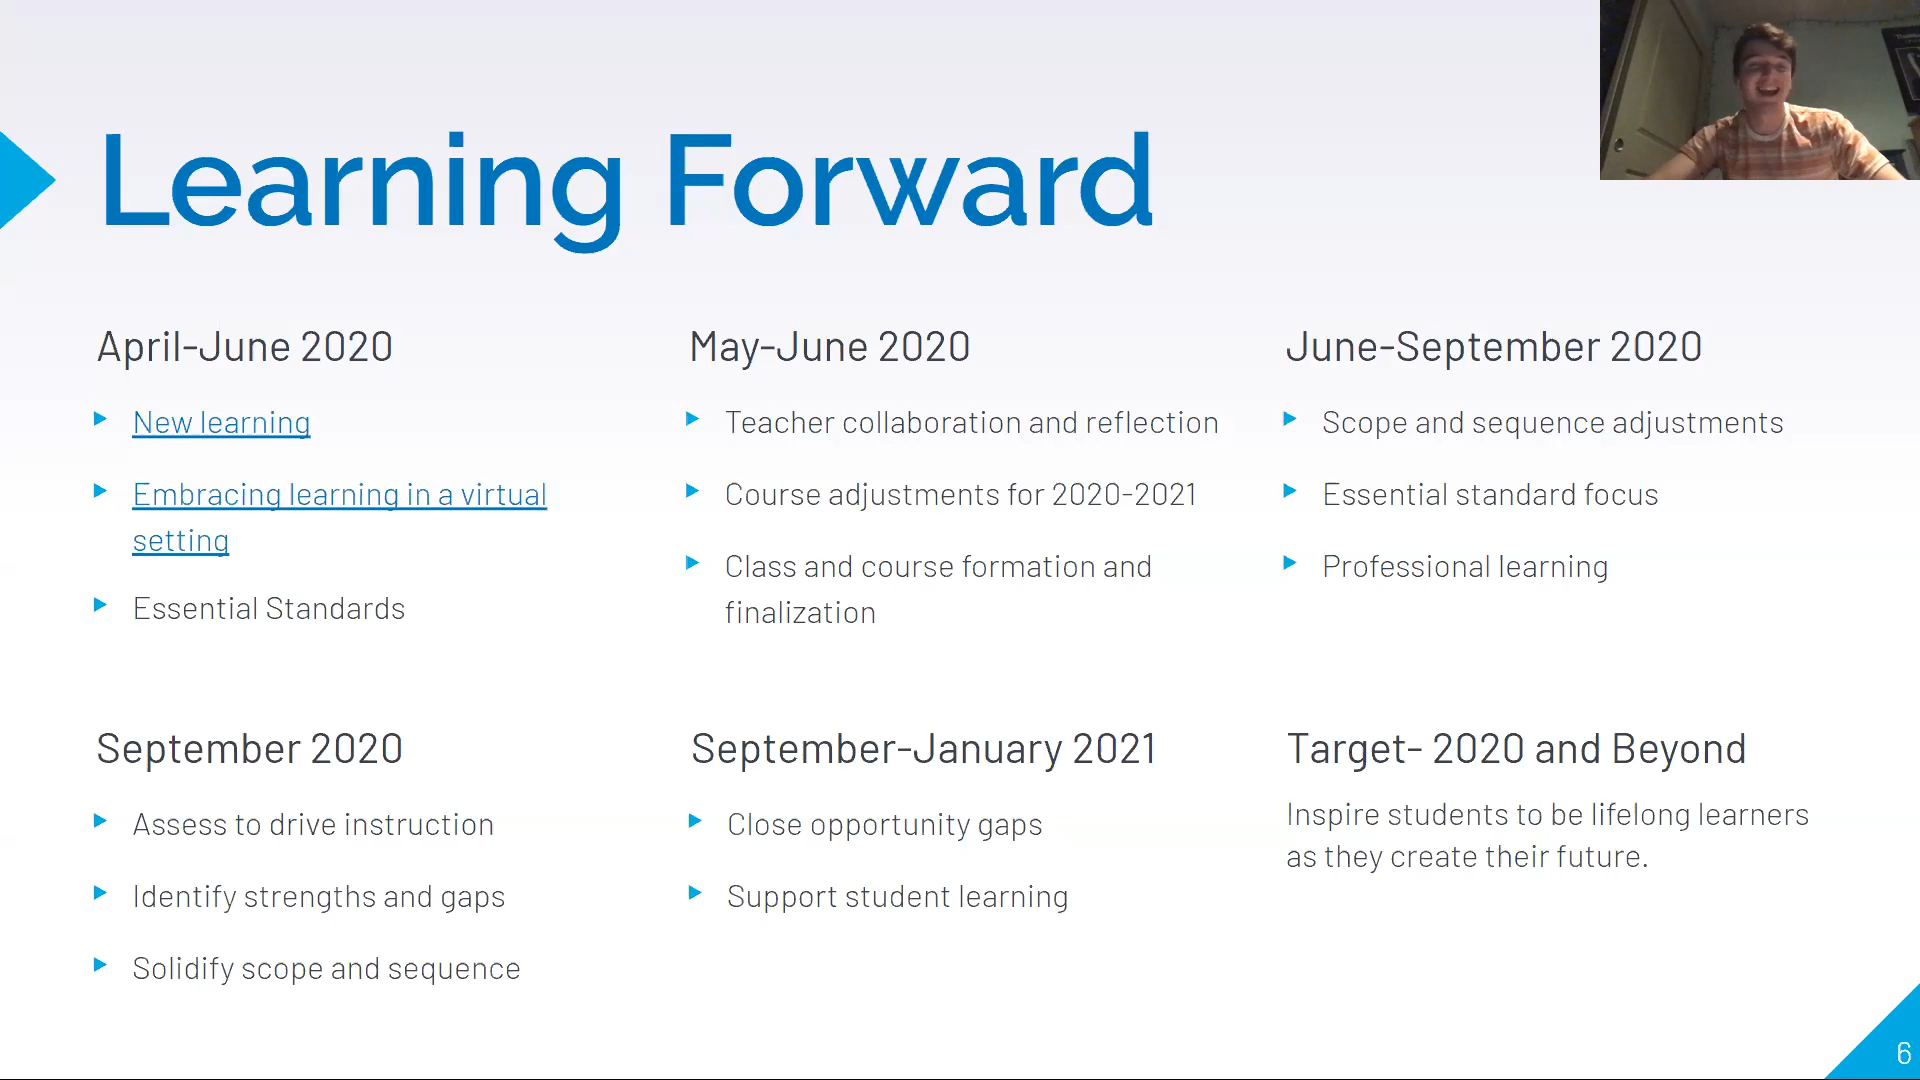 Learning Forward
April-June 2020
New learning
Embracing learning in a virtual
setting
Essential Standards
May-June 2020
Teacher collaboration and reflection
Course adjustments for 2020-2021
Class and course formation and
finalization
June-September 2020
Scope and sequence adjustments
Essential standard focus
Professional learning
September 2020
Assess to drive instruction
Identify strengths and gaps
Solidify scope and sequence
September-January 2021
Close opportunity gaps
Support student learning
Target- 2020 and Beyond
Inspire students to be lifelong learners
as they create their future.
6